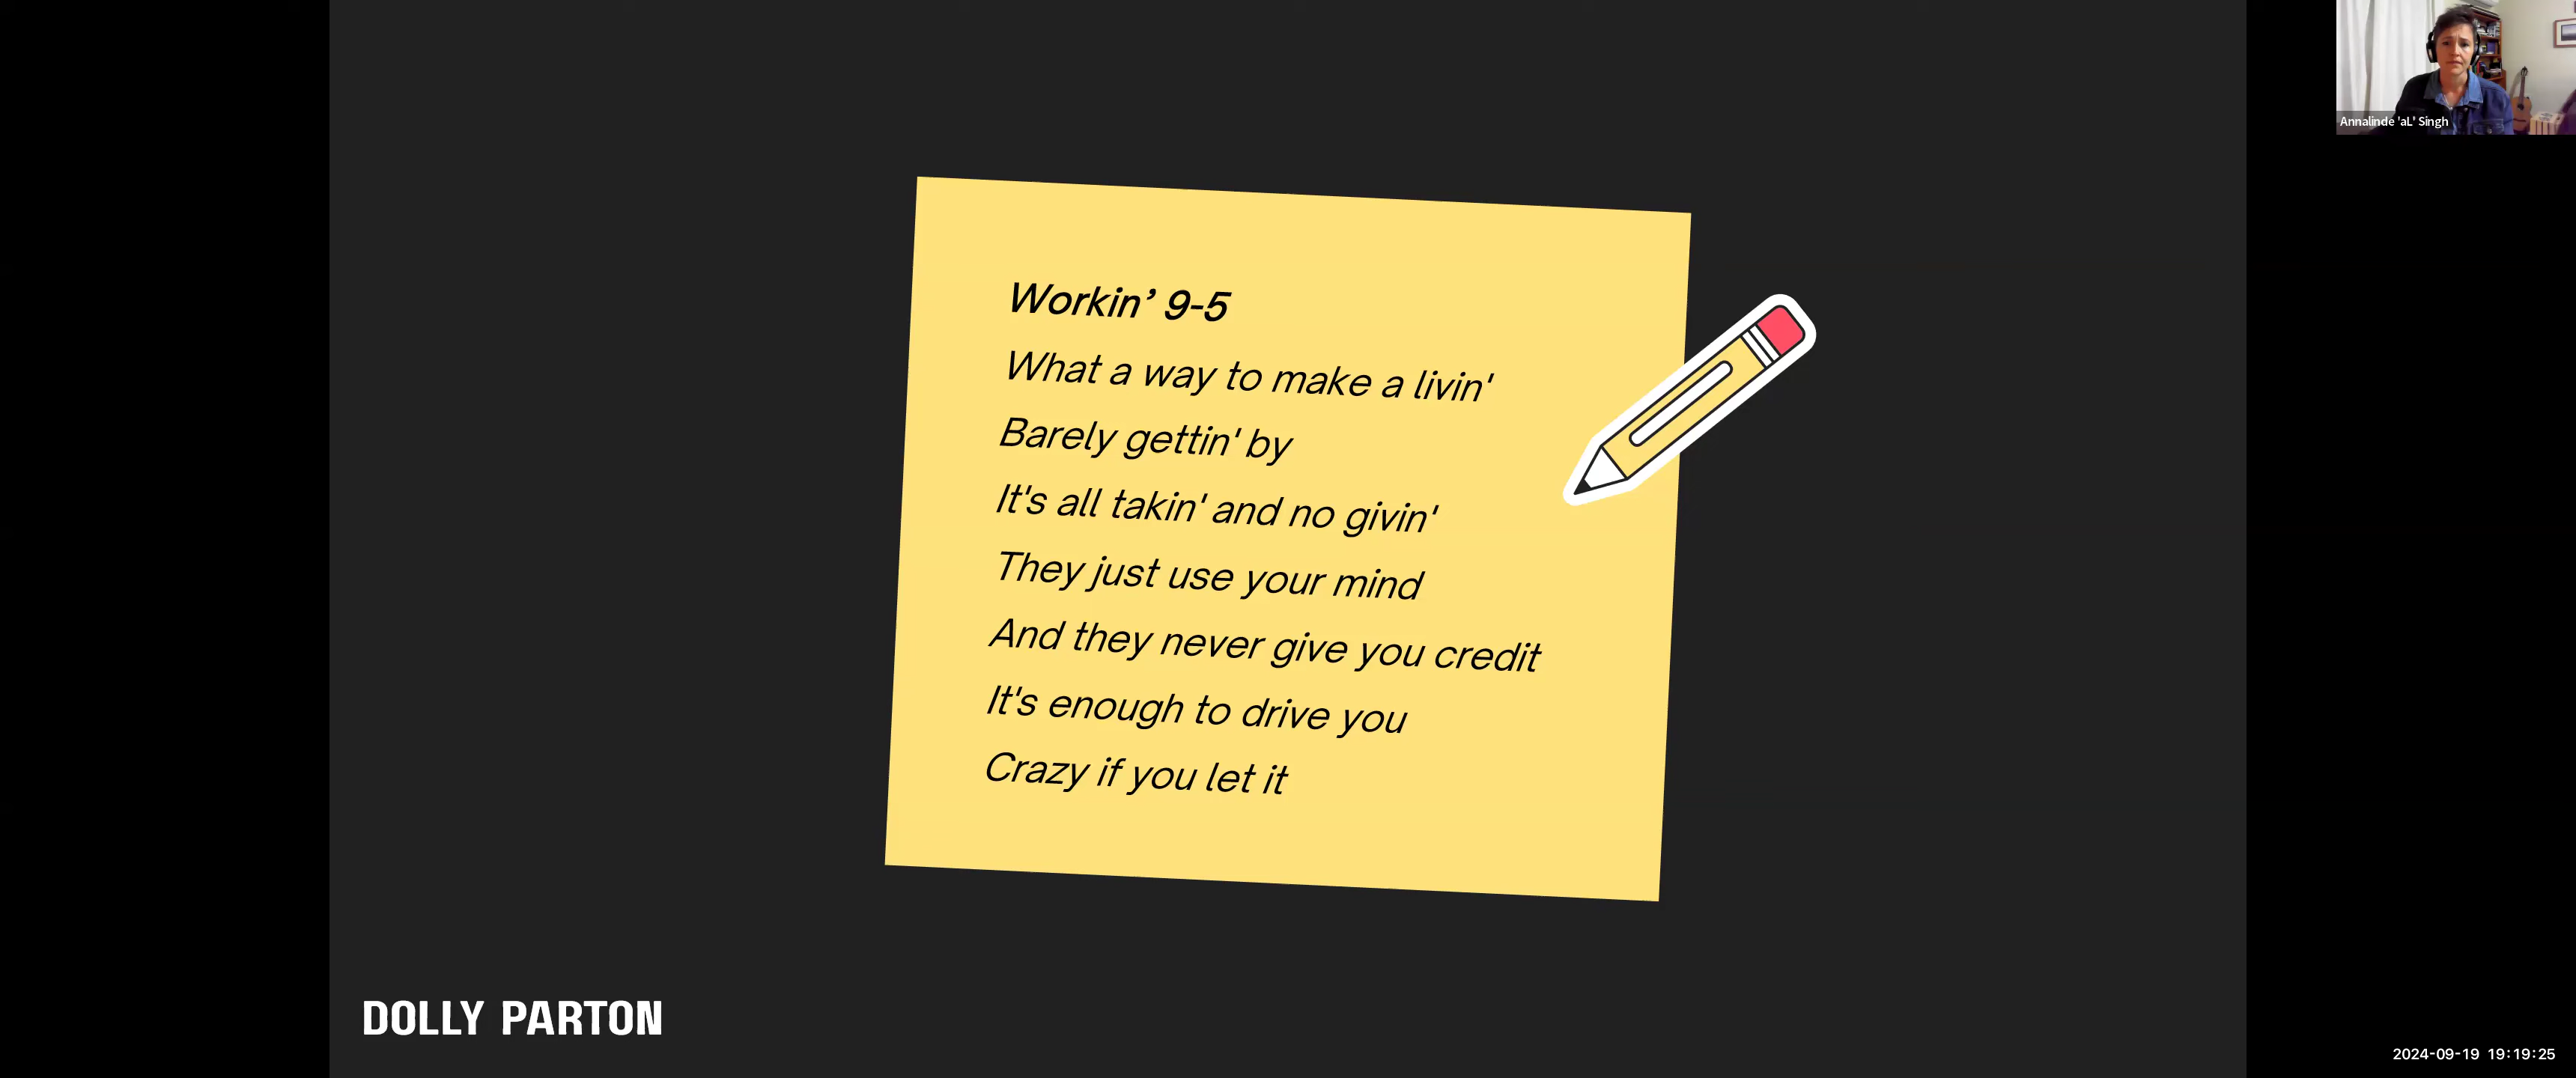 Workin’ 9-5
What a way to make a livin'
Barely gettin' by
It's all takin' and no givin'
They just use your mind
And they never give you credit
It's enough to drive you
Crazy if you let it
DOLLY PARTON
Annalinde 'aL' Singh
2024-09-19 19:19:25